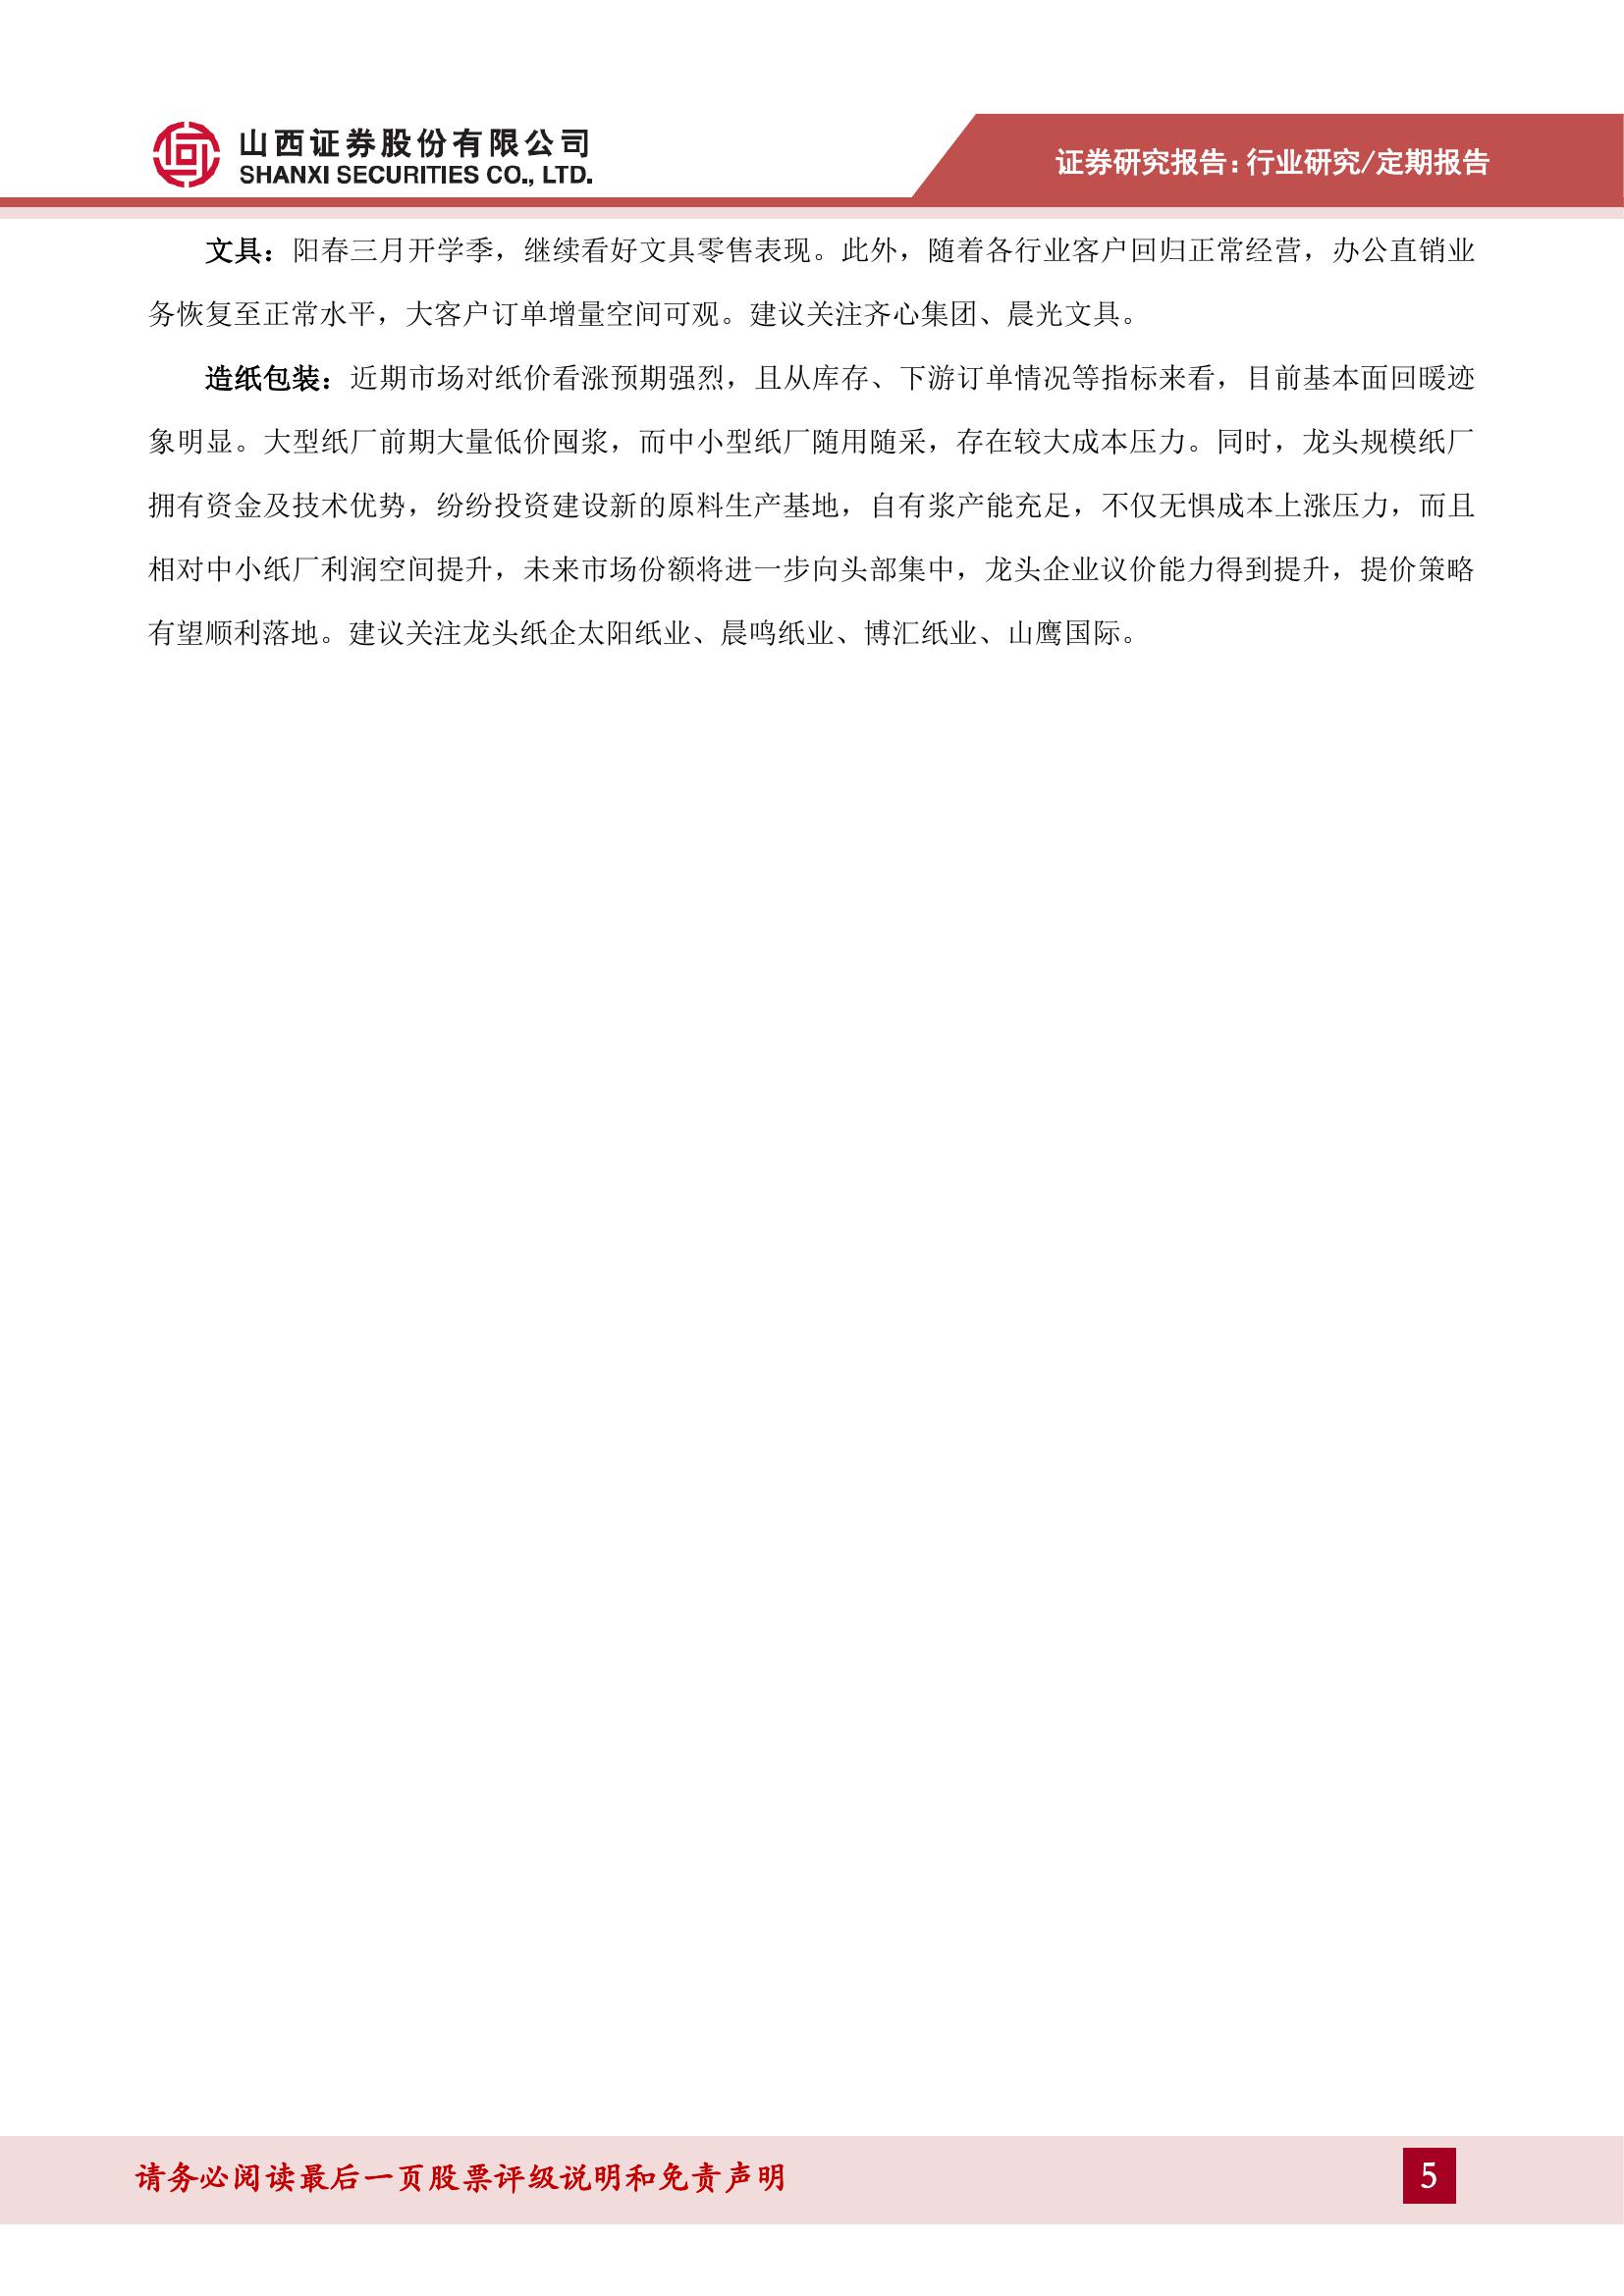 山西证券股份有限公司
SHANXI SECURITIES CO., LTD.
证券研究报告:行业研究/定期报告
文具：阳春三月开学季，继续看好文具零售表现。此外，随着各行业客户回归正常经营，办公直销业
务恢复至正常水平，大客户订单增量空间可观。建议关注齐心集团、晨光文具。
造纸包装：近期市场对纸价看涨预期强烈，且从库存、下游订单情况等指标来看，目前基本面回暖迹
象明显。大型纸厂前期大量低价囤浆，而中小型纸厂随用随采，存在较大成本压力。同时，龙头规模纸厂
拥有资金及技术优势，纷纷投资建设新的原料生产基地，自有浆产能充足，不仅无惧成本上涨压力，而且
相对中小纸厂利润空间提升，未来市场份额将进一步向头部集中，龙头企业议价能力得到提升，提价策略
有望顺利落地。建议关注龙头纸企太阳纸业、晨鸣纸业、博汇纸业、山鹰国际。
请务必阅读最后一页股票评级说明和免责声明
5